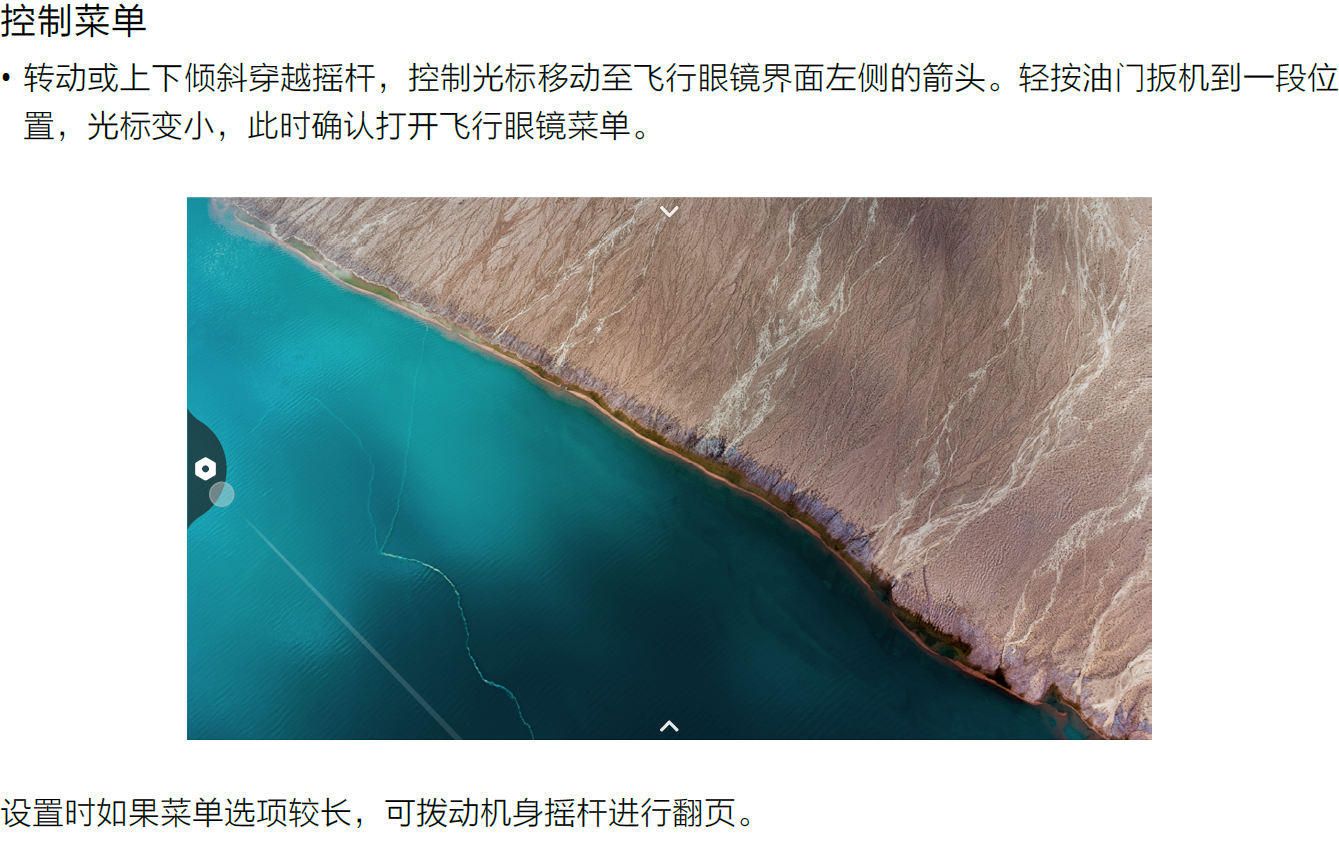 控制菜单
• 转动或上下倾斜穿越摇杆，控制光标移动至飞行眼镜界面左侧的箭头。轻按油门扳机到一段位
置，光标变小，此时确认打开飞行眼镜菜单。
设置时如果菜单选项较长，可拨动机身摇杆进行翻页。